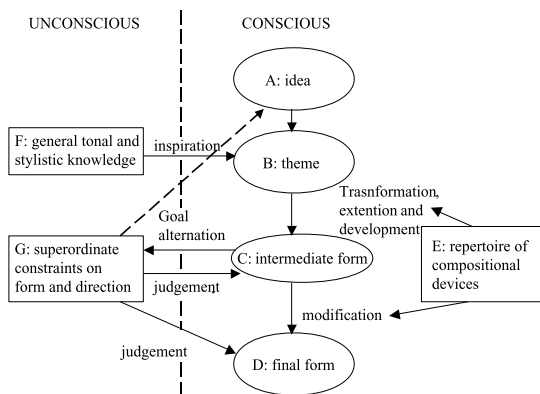 UNCONSCIOUS
CONSCIOUS
A: idea
F: general tonal and
stylistic knowledge
inspiration
B: theme
Trasnformation,
extention and
development
Goal
alternation
G: superordinate
constraints on
form and direction
C: intermediate form
E: repertoire of
compositional
devices
judgement
modification
judgement
D: final form